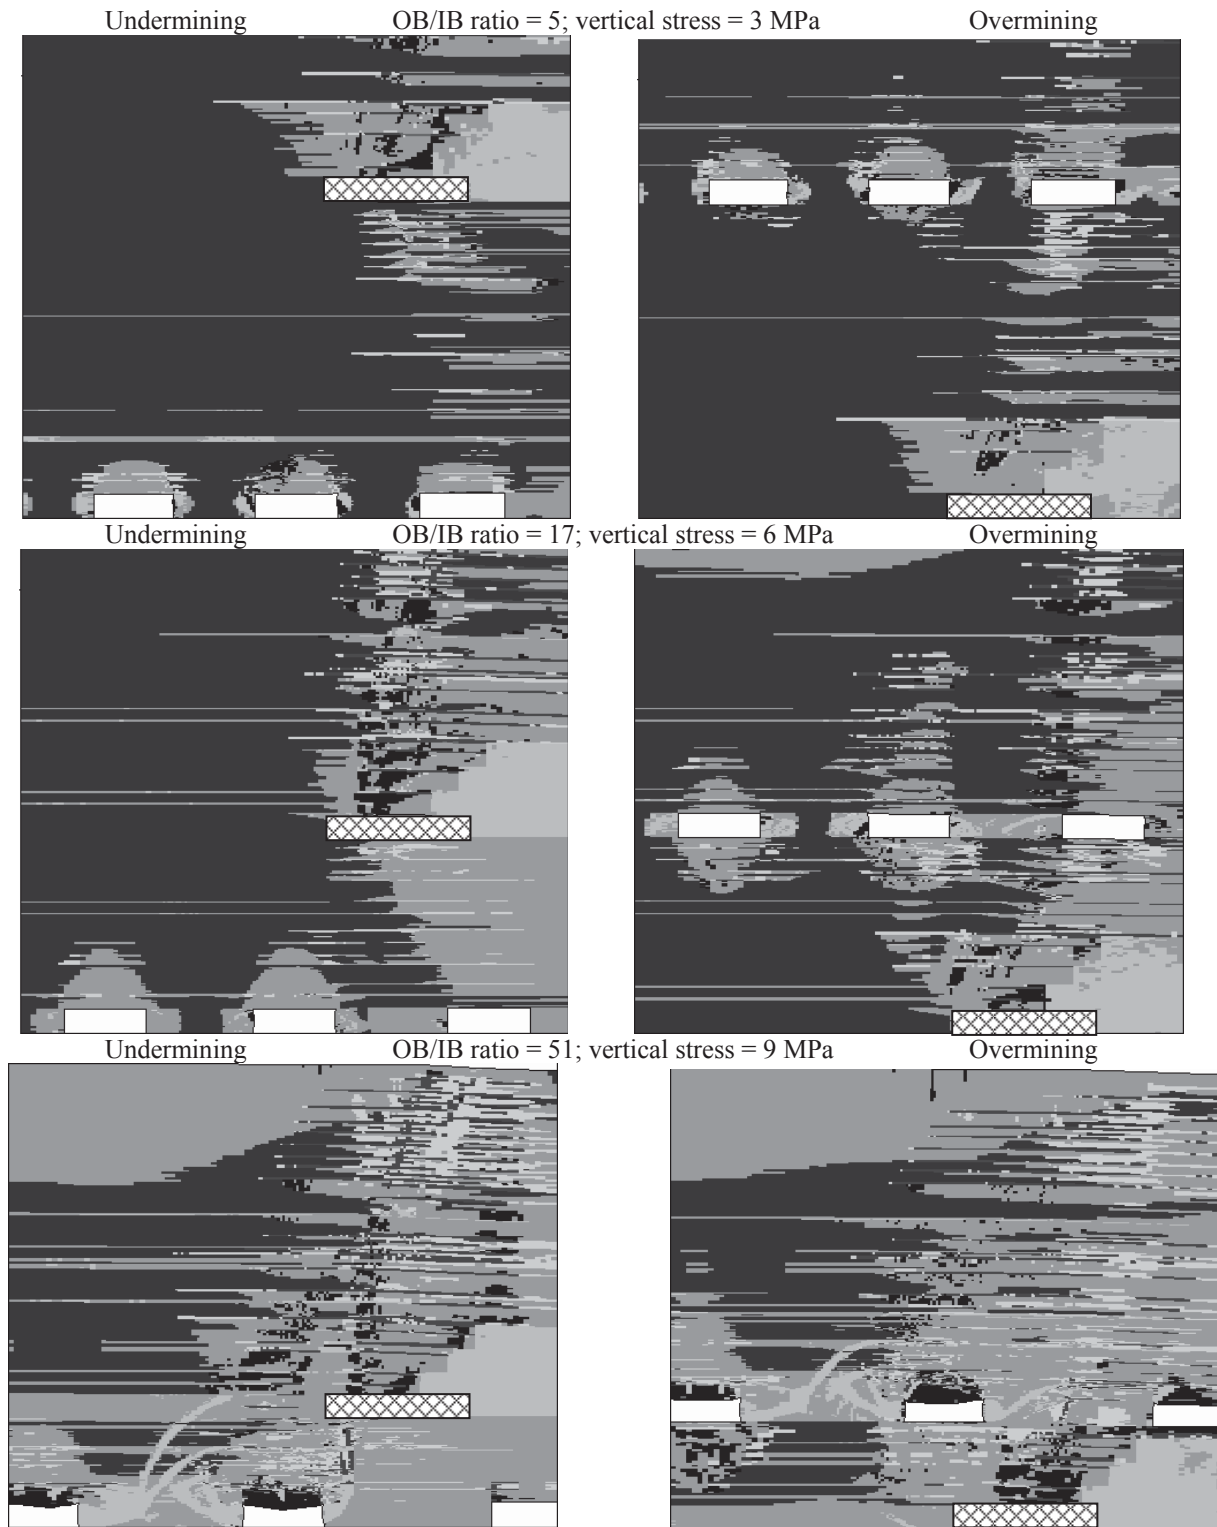 Undermining OB/IB ratio = 5; vertical stress = 3 MPa Overmining
Undermining OB/IB ratio = 17; vertical stress = 6 MPa Overmining
Undermining OB/IB ratio = 51; vertical stress = 9 MPa Overmining